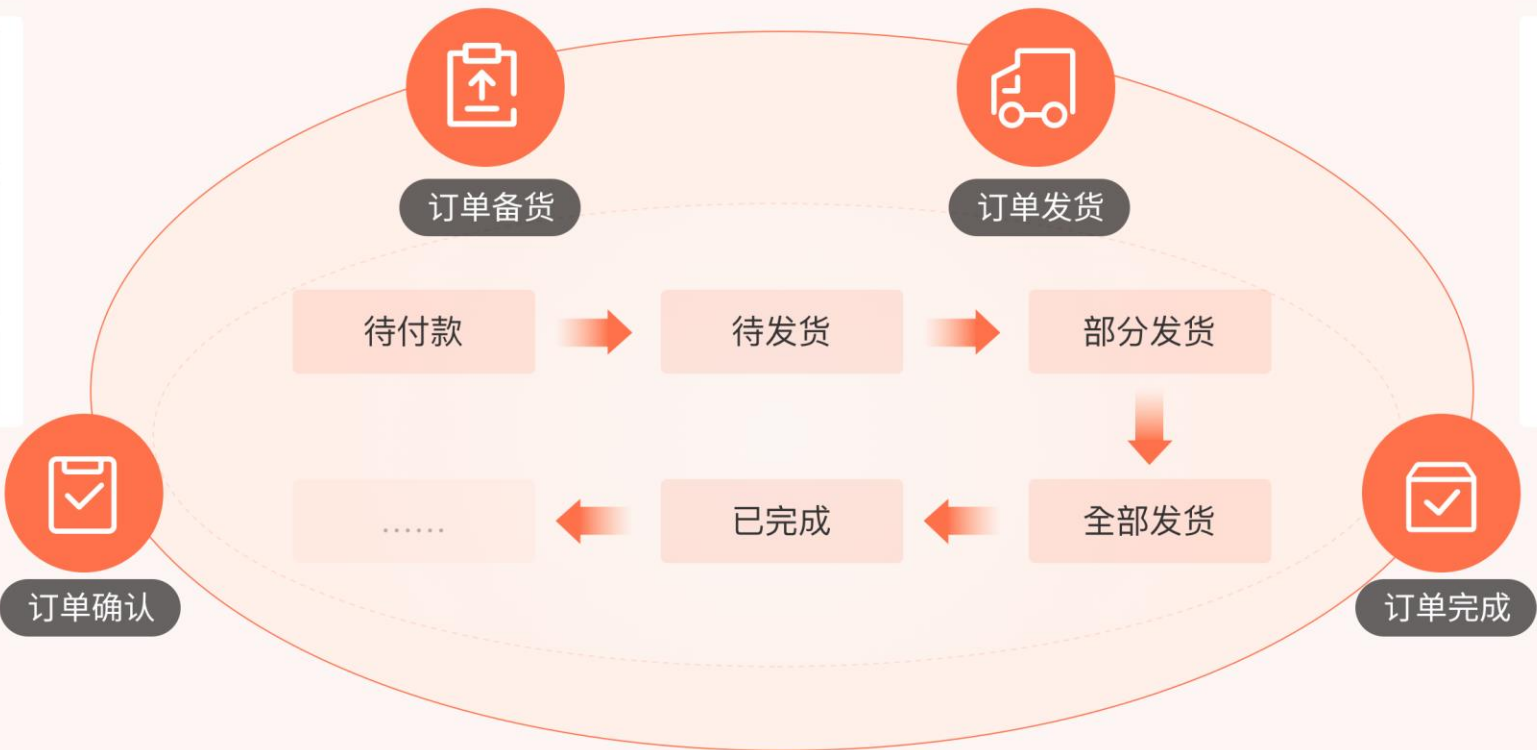 订单备货
订单发货
待付款
待发货
部分发货
……
已完成
全部发货
订单确认
订单完成